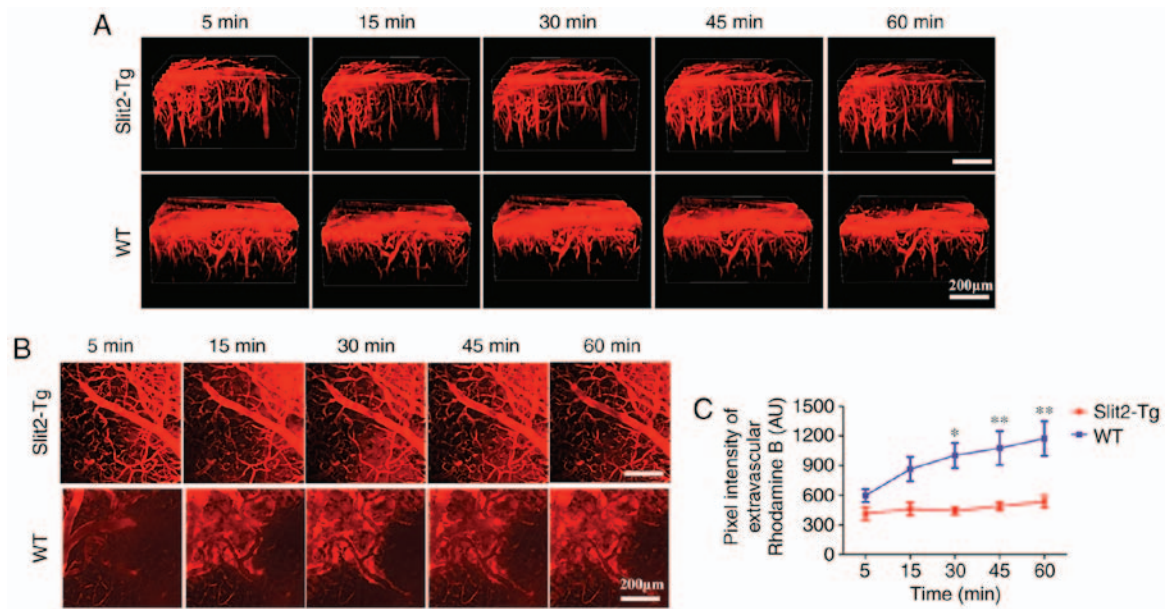 A
5 min 15 min 30 min 45 min 60 min
Slit2-Tg
WT
200μm
B
5 min 15 min 30 min 45 min 60 min
Slit2-Tg
WT
200μm
C
Pixel intensity of
extravascular
Rhodamine B (AU)
1500
1200
900
600
300
0
* ** **
Slit2-Tg
WT
5 15 30 45 60
Time (min)